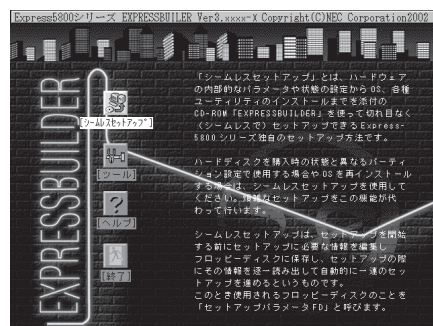 Express5800シリーズ EXPRESSBUILER Ver3.xxxx-X Copyright(C)NEC Corporation2002
EXPRESSBUILDER
[シームレスセットアップ]
[ツール]
[ヘルプ]
[終了]
「シームレスセットアップ」とは、ハードウェア
の内部的なパラメータや状態の設定からOS、各種
ユーティリティのインストールまでを添付の
CD-ROM「EXPRESSBUILDER」を使って切れ目なく
(シームレスで)セットアップできるExpress-
5800シリーズ独自のセットアップ方法です。
ハードディスクを購入時の状態と異なるパーティ
ション設定で使用する場合やOSを再インストール
する場合は、シームレスセットアップを使用して
ください。煩雑なセットアップをこの機能が代
わって行います。
シームレスセットアップは、セットアップを開始
する前にセットアップに必要な情報を編集し
フロッピーディスクに保存し、セットアップの際
にその情報を逐一読み出して自動的に一連のセッ
トアップを進めるというものです。
このとき使用されるフロッピーディスクのことを
「セットアップパラメータFD」と呼びます。